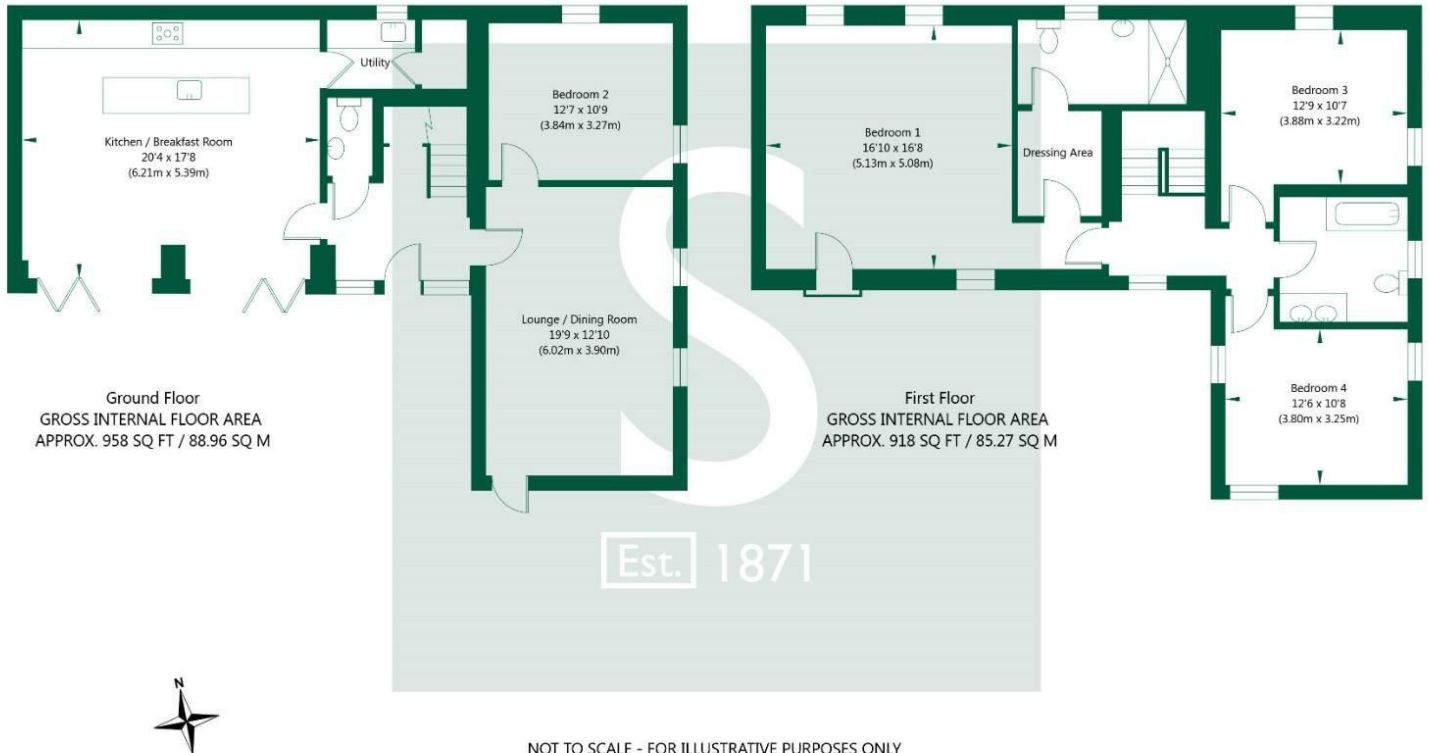 Utility
Kitchen / Breakfast Room
20'4 x 17'8
(6.21m x 5.39m)
Bedroom 2
12'7 x 10'9
(3.84m x 3.27m)
Lounge / Dining Room
19'9 x 12'10
(6.02m x 3.90m)
Ground Floor
GROSS INTERNAL FLOOR AREA
APPROX. 958 SQ FT / 88.96 SQ M
Bedroom 1
16'10 x 16'8
(5.13m x 5.08m)
Dressing Area
Bedroom 3
12'9 x 10'7
(3.88m x 3.22m)
Bedroom 4
12'6 x 10'8
(3.80m x 3.25m)
First Floor
GROSS INTERNAL FLOOR AREA
APPROX. 918 SQ FT / 85.27 SQ M
S
Est. 1871
N
NOT TO SCALE - FOR ILLUSTRATIVE PURPOSES ONLY